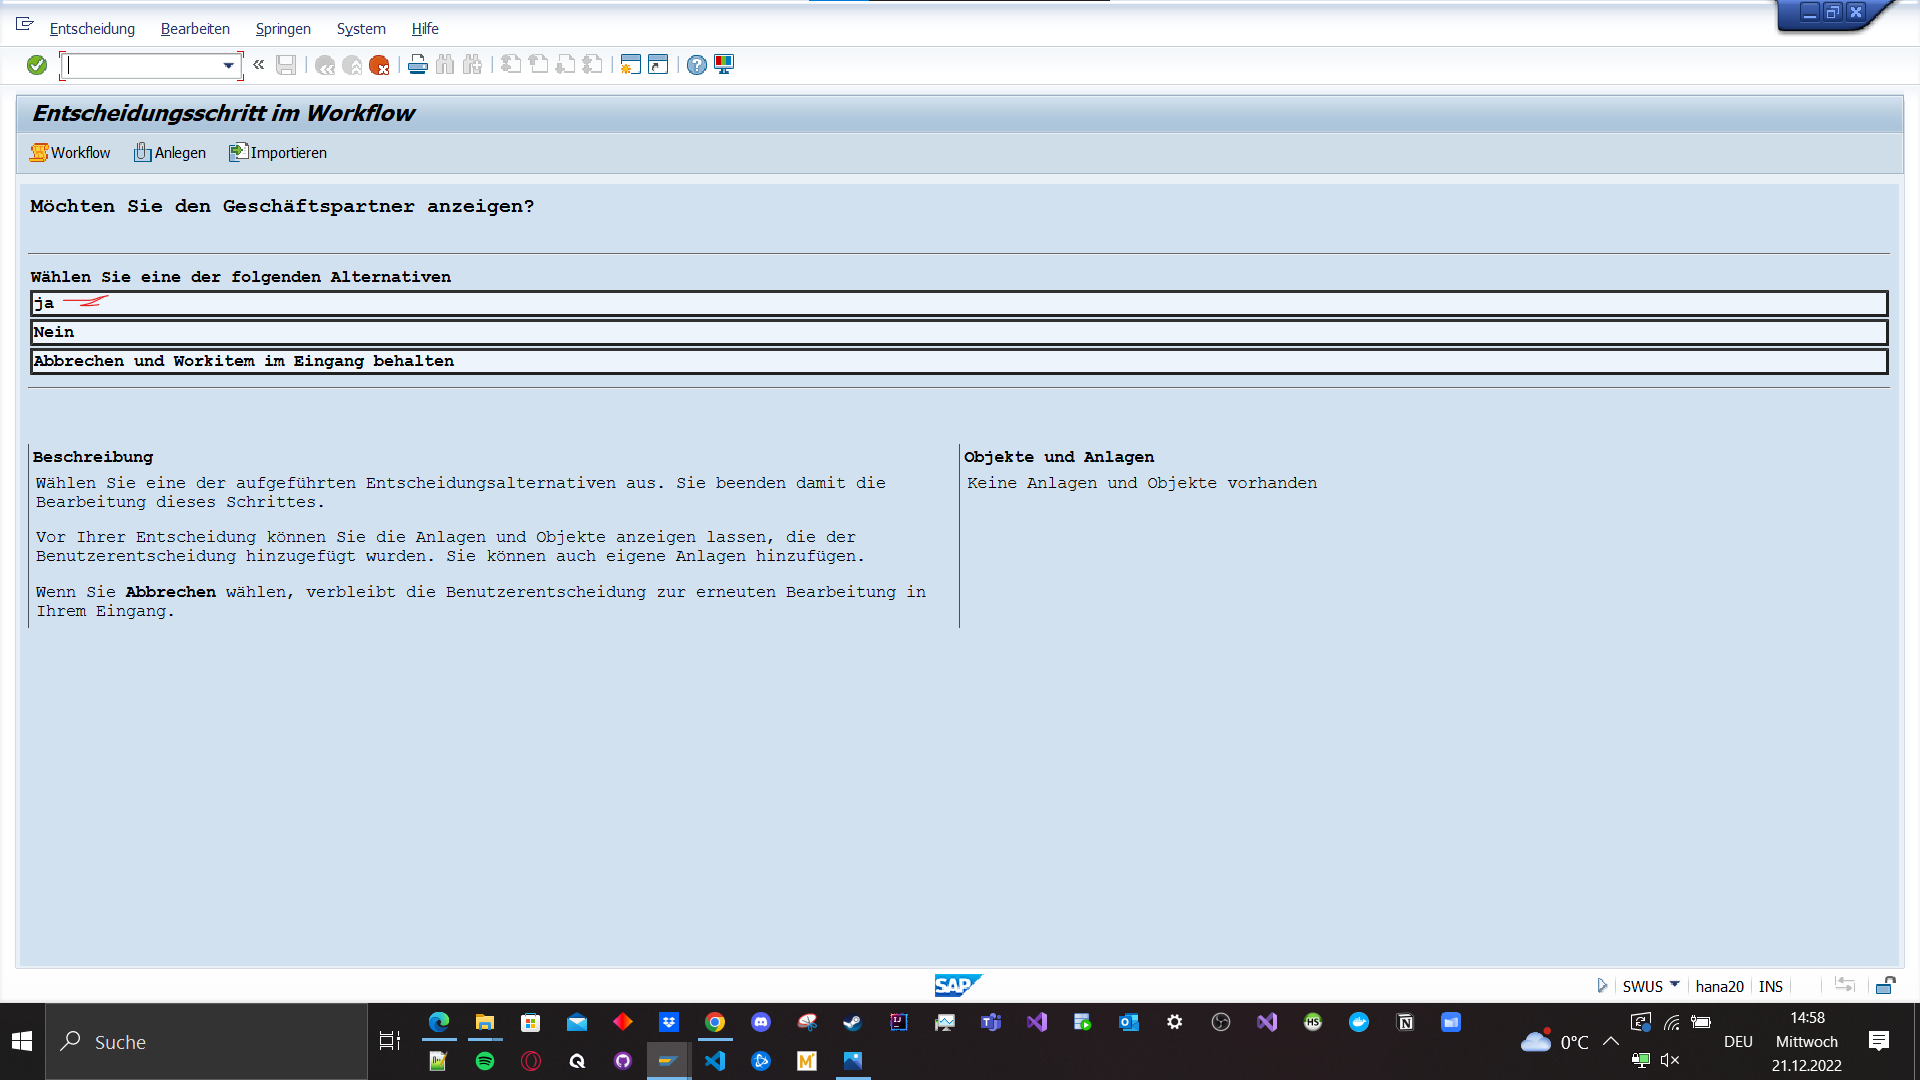 Entscheidung Bearbeiten Springen System Hilfe
Entscheidungsschritt im Workflow
Workflow Anlegen Importieren
Möchten Sie den Geschäftspartner anzeigen?
Wählen Sie eine der folgenden Alternativen
ja
Nein
Abbrechen und Workitem im Eingang behalten
Beschreibung
Wählen Sie eine der aufgeführten Entscheidungsalternativen aus. Sie beenden damit die
Bearbeitung dieses Schrittes.
Vor Ihrer Entscheidung können Sie die Anlagen und Objekte anzeigen lassen, die der
Benutzerentscheidung hinzugefügt wurden. Sie können auch eigene Anlagen hinzufügen.
Wenn Sie Abbrechen wählen, verbleibt die Benutzerentscheidung zur erneuten Bearbeitung in
Ihrem Eingang.
Objekte und Anlagen
Keine Anlagen und Objekte vorhanden
SAP
SWUS hana20 INS
Suche
HS
0°C
DEU
14:58
Mittwoch
21.12.2022